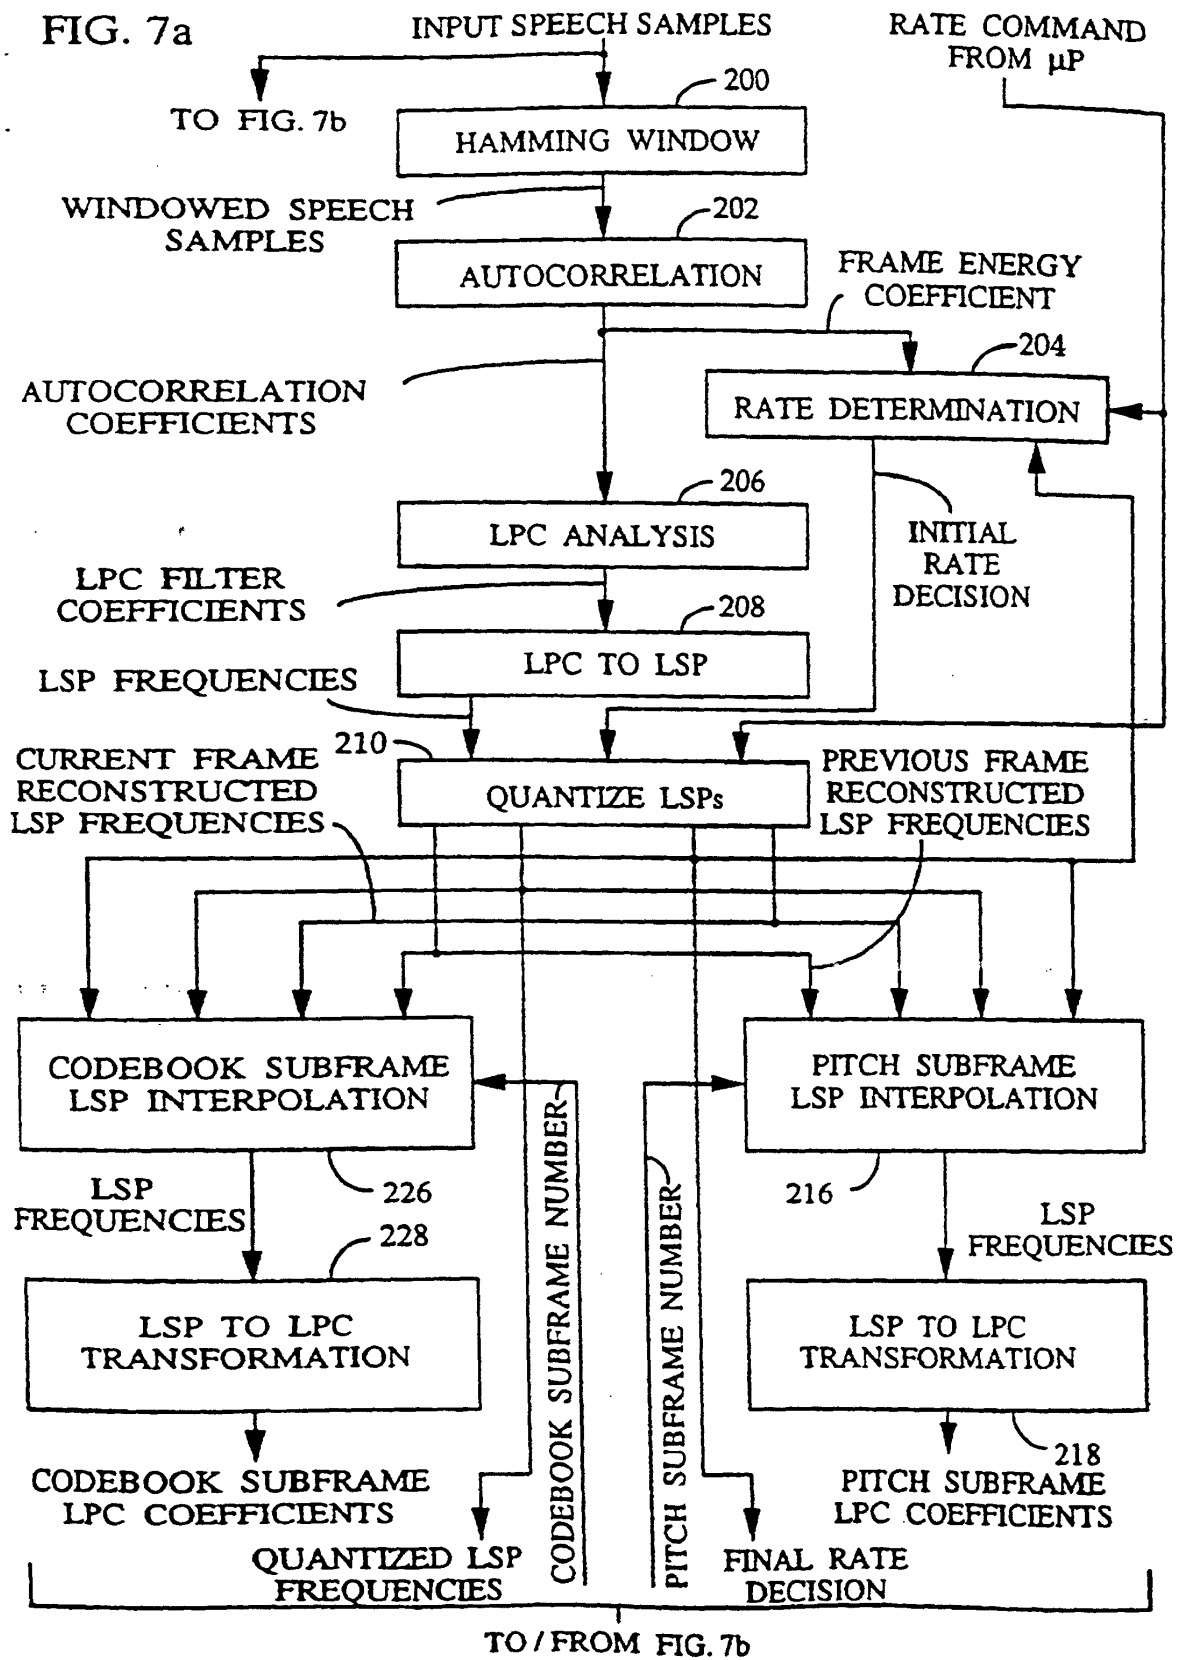 FIG. 7a
INPUT SPEECH SAMPLES
RATE COMMAND
FROM µP
TO FIG. 7b
200
HAMMING WINDOW
WINDOWED SPEECH
SAMPLES
202
AUTOCORRELATION
FRAME ENERGY
COEFFICIENT
204
RATE DETERMINATION
AUTOCORRELATION
COEFFICIENTS
206
LPC ANALYSIS
INITIAL
RATE
DECISION
LPC FILTER
COEFFICIENTS
208
LPC TO LSP
LSP FREQUENCIES
210
QUANTIZE LSPs
CURRENT FRAME
RECONSTRUCTED
LSP FREQUENCIES
PREVIOUS FRAME
RECONSTRUCTED
LSP FREQUENCIES
CODEBOOK SUBFRAME
LSP INTERPOLATION
PITCH SUBFRAME
LSP INTERPOLATION
226
216
LSP
FREQUENCIES
LSP
FREQUENCIES
228
LSP TO LPC
TRANSFORMATION
CODEBOOK SUBFRAME NUMBER
PITCH SUBFRAME NUMBER
LSP TO LPC
TRANSFORMATION
218
CODEBOOK SUBFRAME
LPC COEFFICIENTS
PITCH SUBFRAME
LPC COEFFICIENTS
QUANTIZED LSP
FREQUENCIES
FINAL RATE
DECISION
TO / FROM FIG. 7b